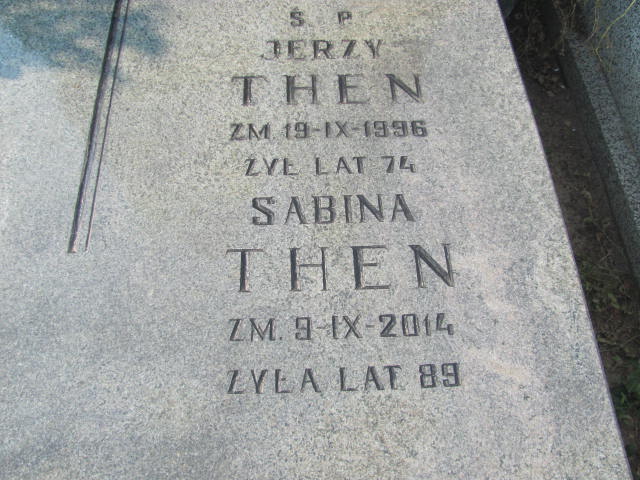 Ś P
JERZY
THEN
ZM. 19-IX-1996
ŻYŁ LAT 74
SABINA
THEN
ZM. 9-IX-2014
ŻYŁA LAT 89